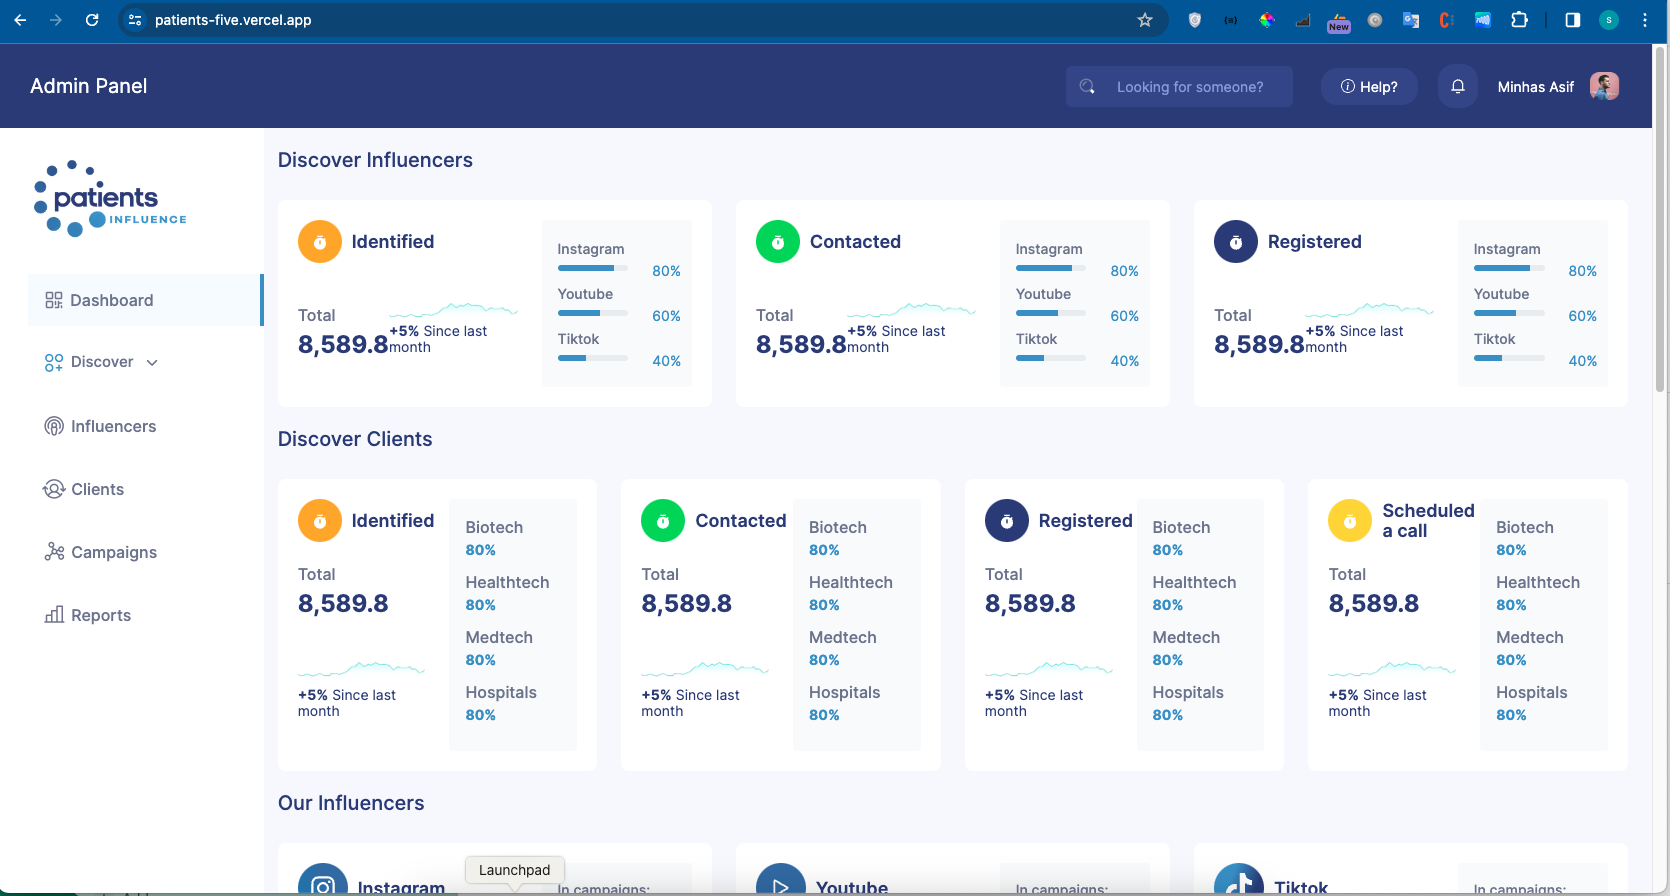 patients-five.vercel.app
New
S
Admin Panel
Looking for someone?
Help?
Minhas Asif
patients
INFLUENCE
Dashboard
Discover
Influencers
Clients
Campaigns
Reports
Discover Influencers
Identified
Total
8,589.8
+5% Since last
month
Instagram
80%
Youtube
60%
Tiktok
40%
Contacted
Total
8,589.8
+5% Since last
month
Instagram
80%
Youtube
60%
Tiktok
40%
Registered
Total
8,589.8
+5% Since last
month
Instagram
80%
Youtube
60%
Tiktok
40%
Discover Clients
Identified
Total
8,589.8
+5% Since last
month
Biotech
80%
Healthtech
80%
Medtech
80%
Hospitals
80%
Contacted
Total
8,589.8
+5% Since last
month
Biotech
80%
Healthtech
80%
Medtech
80%
Hospitals
80%
Registered
Total
8,589.8
+5% Since last
month
Biotech
80%
Healthtech
80%
Medtech
80%
Hospitals
80%
Scheduled
a call
Total
8,589.8
+5% Since last
month
Biotech
80%
Healthtech
80%
Medtech
80%
Hospitals
80%
Our Influencers
Instagram
In campaigns:
Youtube
In campaigns:
Tiktok
In campaigns:
Launchpad